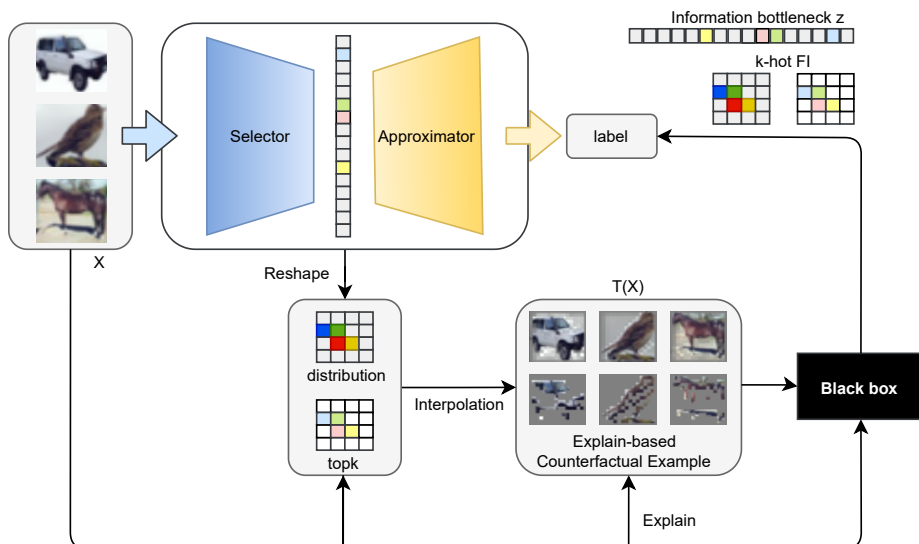 Information bottleneck z
k-hot FI
Selector
Approximator
label
X
Reshape
T(X)
distribution
Interpolation
Black box
topk
Explain-based
Counterfactual Example
Explain